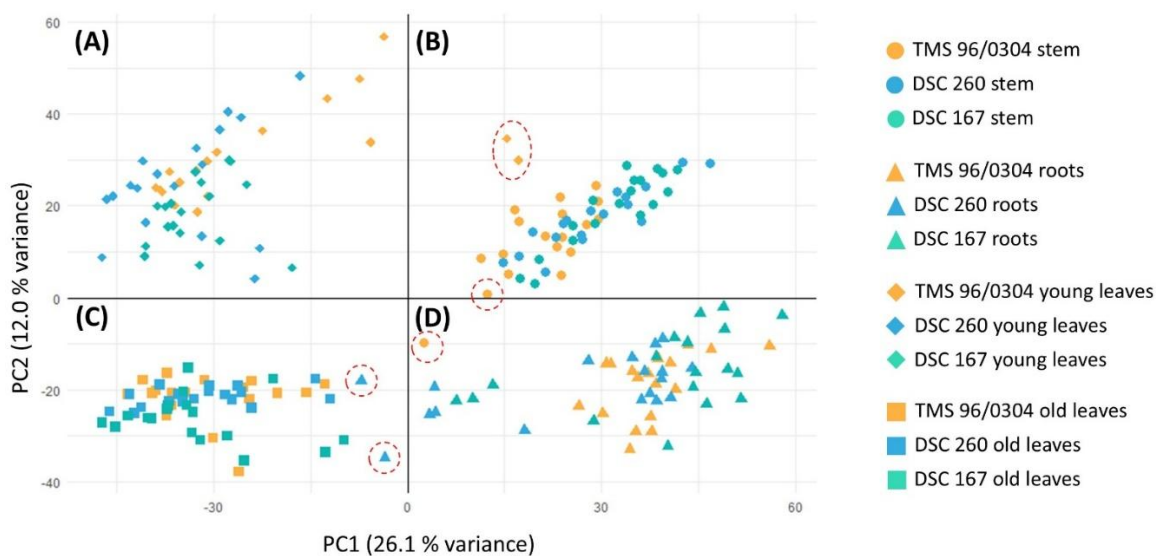 60
(A)
(B)
40
20
0
(C)
(D)
-20
-40
-30
0
30
60
PC2 (12.0 % variance)
PC1 (26.1 % variance)
TMS 96/0304 stem
DSC 260 stem
DSC 167 stem
TMS 96/0304 roots
DSC 260 roots
DSC 167 roots
TMS 96/0304 young leaves
DSC 260 young leaves
DSC 167 young leaves
TMS 96/0304 old leaves
DSC 260 old leaves
DSC 167 old leaves